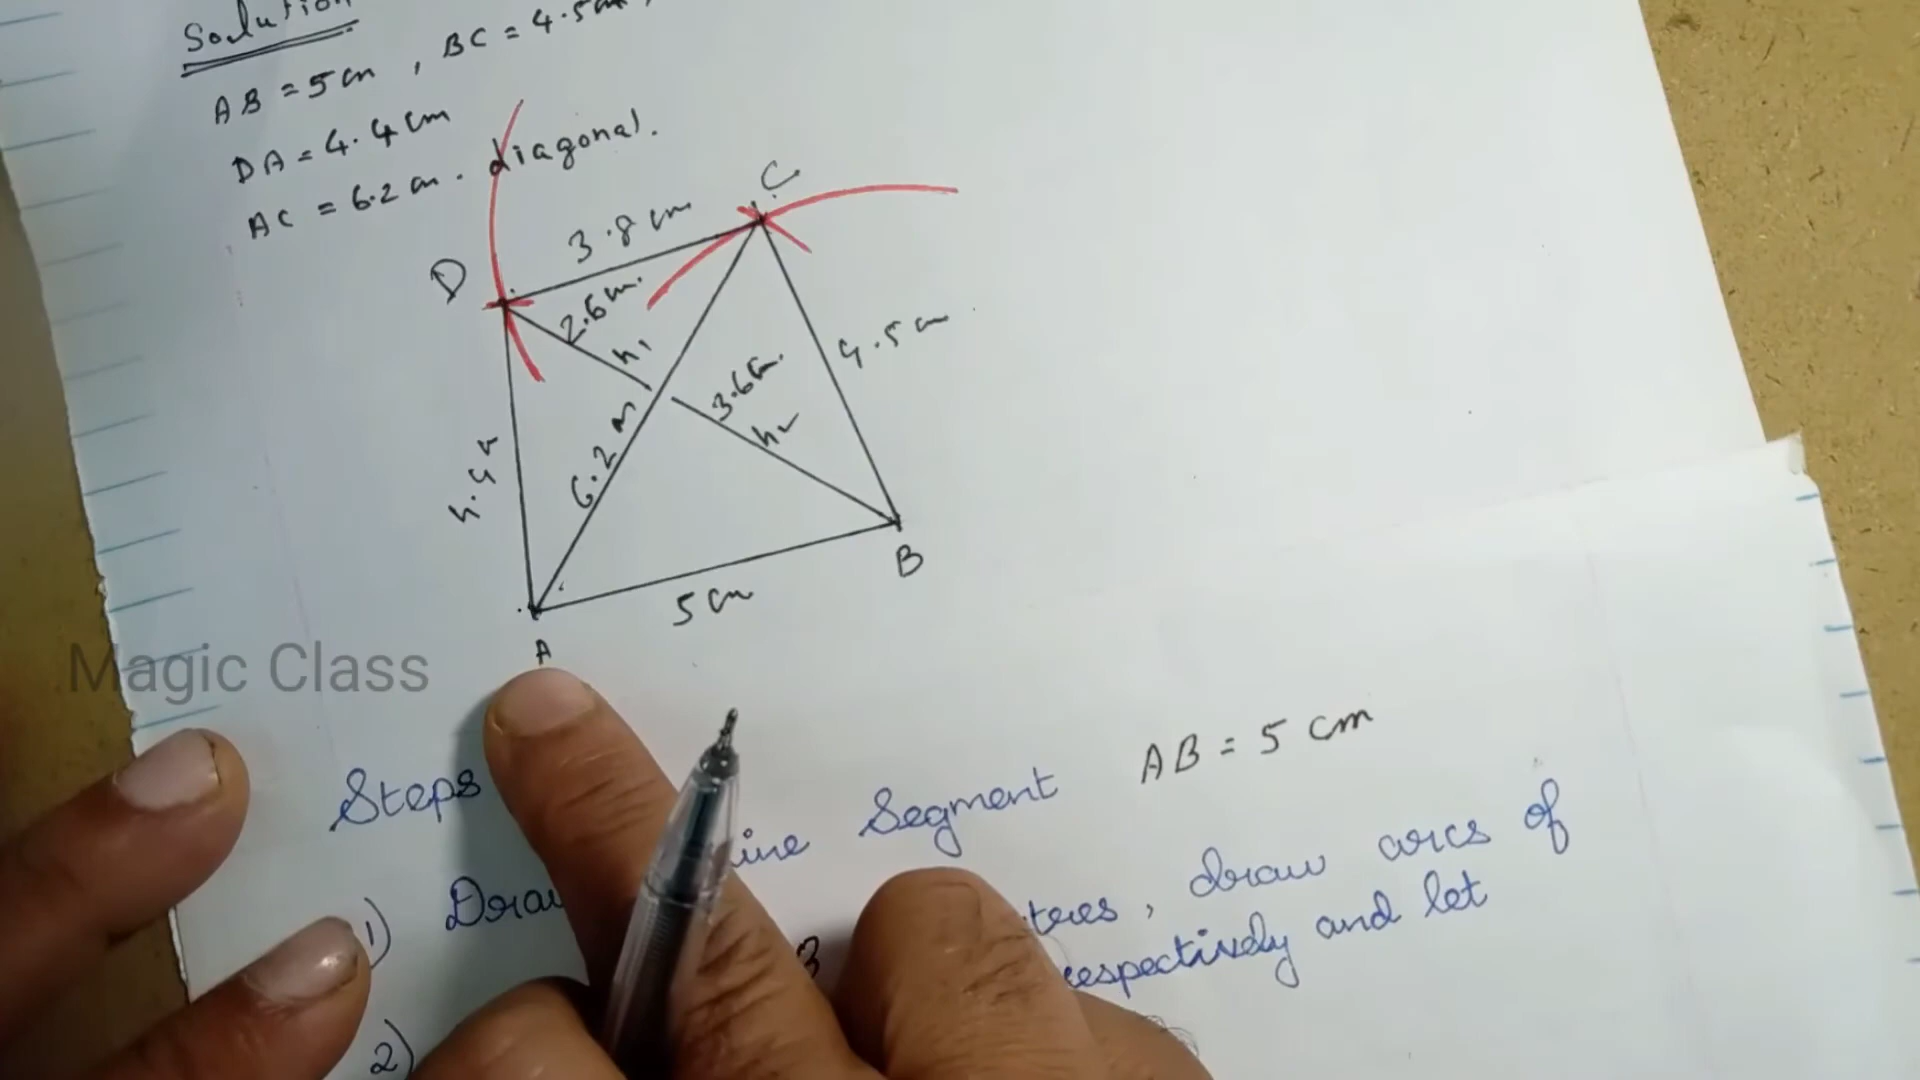 Solution
AB = 5 cm , BC = 4.5 cm
DA = 4.4 cm
AC = 6.2 cm . diagonal.
C
3.8 cm
D
2.6 cm.
h1
3.6 cm.
h2
4.5 cm
4.4
6.2
B
5 cm
A
Magic Class
Steps
1) Draw Segment AB = 5 cm
B , draw arcs of
2) respectively and let